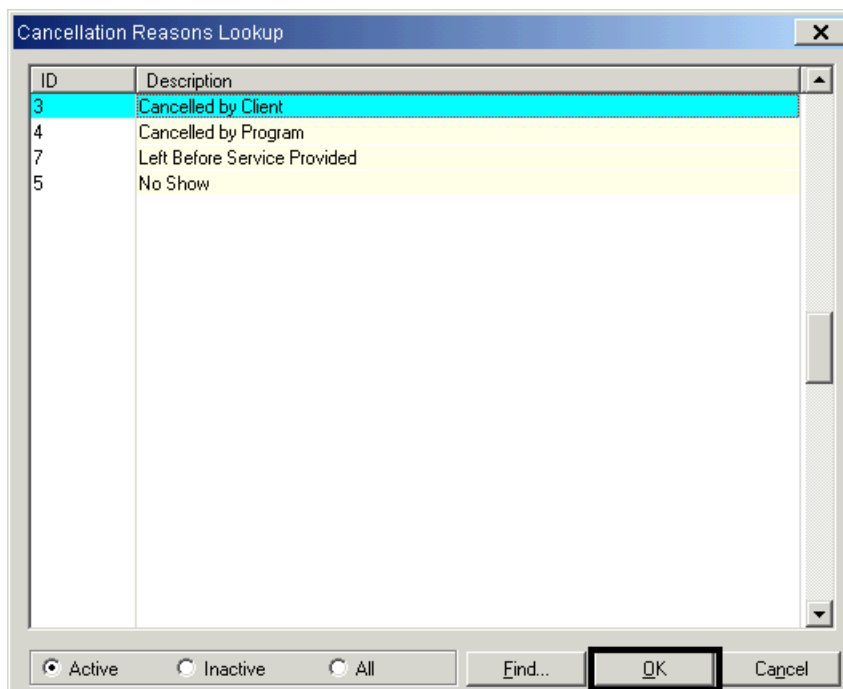 Cancellation Reasons Lookup
ID Description
3 Cancelled by Client
4 Cancelled by Program
7 Left Before Service Provided
5 No Show
Active Inactive All Find... OK Cancel